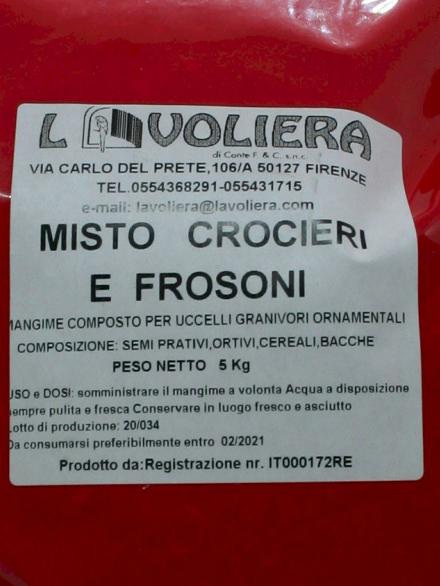 LA VOLIERA
di Conte F. & C. s.n.c.
VIA CARLO DEL PRETE,106/A 50127 FIRENZE
TEL.0554368291-055431715
e-mail: lavoliera@lavoliera.com
MISTO CROCIERI
E FROSONI
MANGIME COMPOSTO PER UCCELLI GRANIVORI ORNAMENTALI
COMPOSIZIONE: SEMI PRATIVI,ORTIVI,CEREALI,BACCHE
PESO NETTO 5 Kg
USO e DOSI: somministrare il mangime a volonta Acqua a disposizione
sempre pulita e fresca Conservare in luogo fresco e asciutto
Lotto di produzione: 20/034
Da consumarsi preferibilmente entro 02/2021
Prodotto da:Registrazione nr. IT000172RE